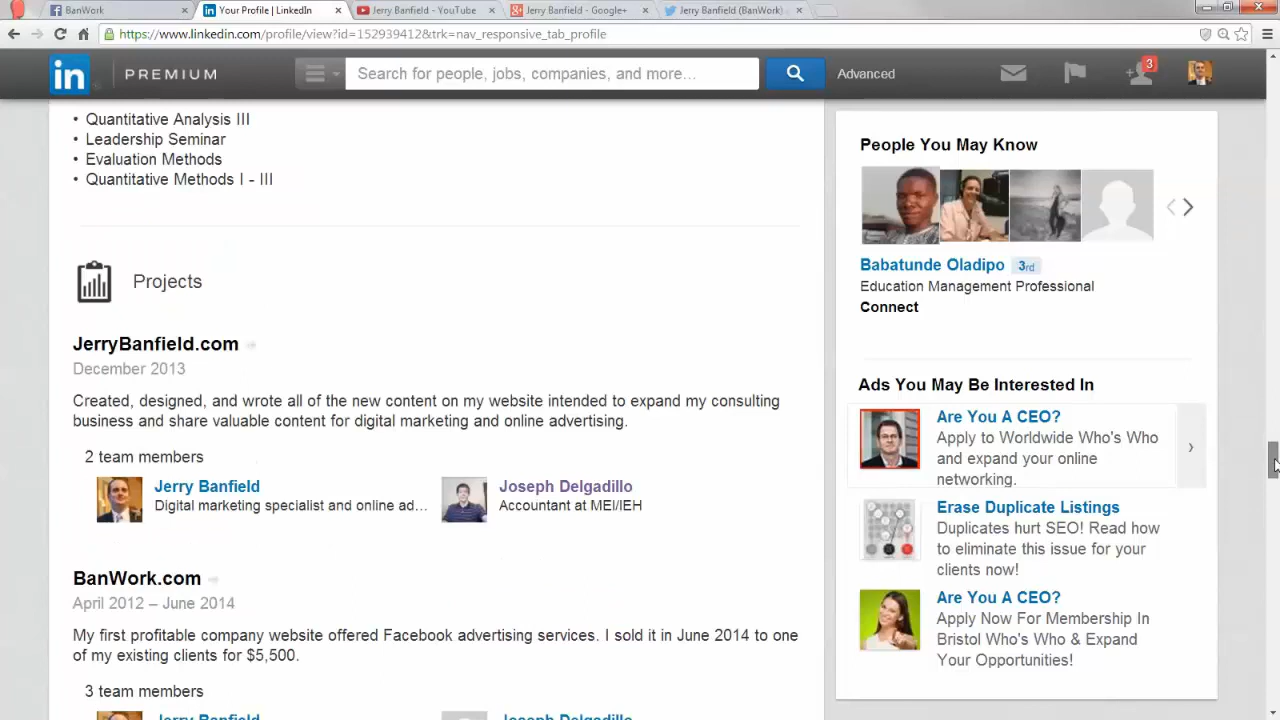 BanWork
Your Profile | LinkedIn
Jerry Banfield - YouTube
Jerry Banfield - Google+
Jerry Banfield (BanWork)
https://www.linkedin.com/profile/view?id=152939412&trk=nav_responsive_tab_profile
in PREMIUM
Search for people, jobs, companies, and more...
Advanced
3
• Quantitative Analysis III
• Leadership Seminar
• Evaluation Methods
• Quantitative Methods I - III
Projects
JerryBanfield.com
December 2013
Created, designed, and wrote all of the new content on my website intended to expand my consulting
business and share valuable content for digital marketing and online advertising.
2 team members
Jerry Banfield
Digital marketing specialist and online ad...
Joseph Delgadillo
Accountant at MEI/IEH
BanWork.com
April 2012 – June 2014
My first profitable company website offered Facebook advertising services. I sold it in June 2014 to one
of my existing clients for $5,500.
3 team members
Jerry Banfield
Joseph Delgadillo
People You May Know
Babatunde Oladipo 3rd
Education Management Professional
Connect
Ads You May Be Interested In
Are You A CEO?
Apply to Worldwide Who's Who
and expand your online
networking.
Erase Duplicate Listings
Duplicates hurt SEO! Read how
to eliminate this issue for your
clients now!
Are You A CEO?
Apply Now For Membership In
Bristol Who's Who & Expand
Your Opportunities!